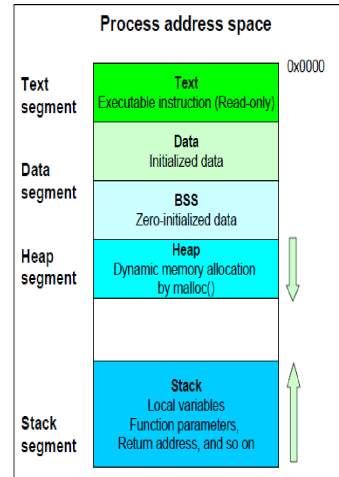 Process address space
0x0000
Text
segment
Text
Executable instruction (Read-only)
Data
segment
Data
Initialized data
BSS
Zero-initialized data
Heap
segment
Heap
Dynamic memory allocation
by malloc()
Stack
segment
Stack
Local variables
Function parameters,
Return address, and so on